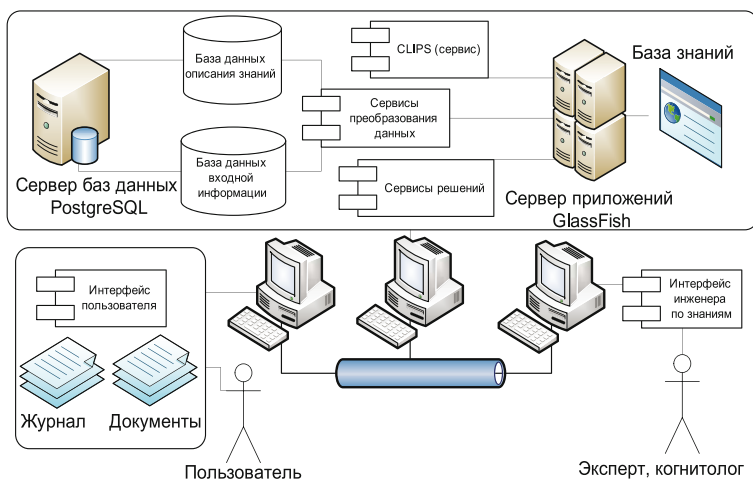 База данных
описания знаний
CLIPS (сервис)
База знаний
Сервисы
преобразования
данных
База данных
входной
информации
Сервер баз данных
PostgreSQL
Сервисы решений
Сервер приложений
GlassFish
Интерфейс
пользователя
Интерфейс
инженера
по знаниям
Журнал
Документы
Пользователь
Эксперт, когнитолог